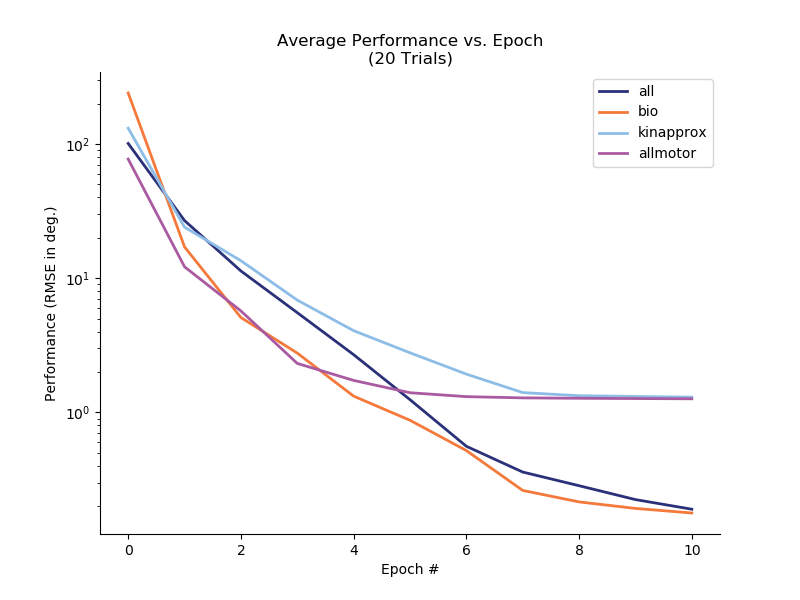 Average Performance vs. Epoch
(20 Trials)
all
bio
kinapprox
allmotor
Performance (RMSE in deg.)
10²
10¹
10⁰
0 2 4 6 8 10
Epoch #